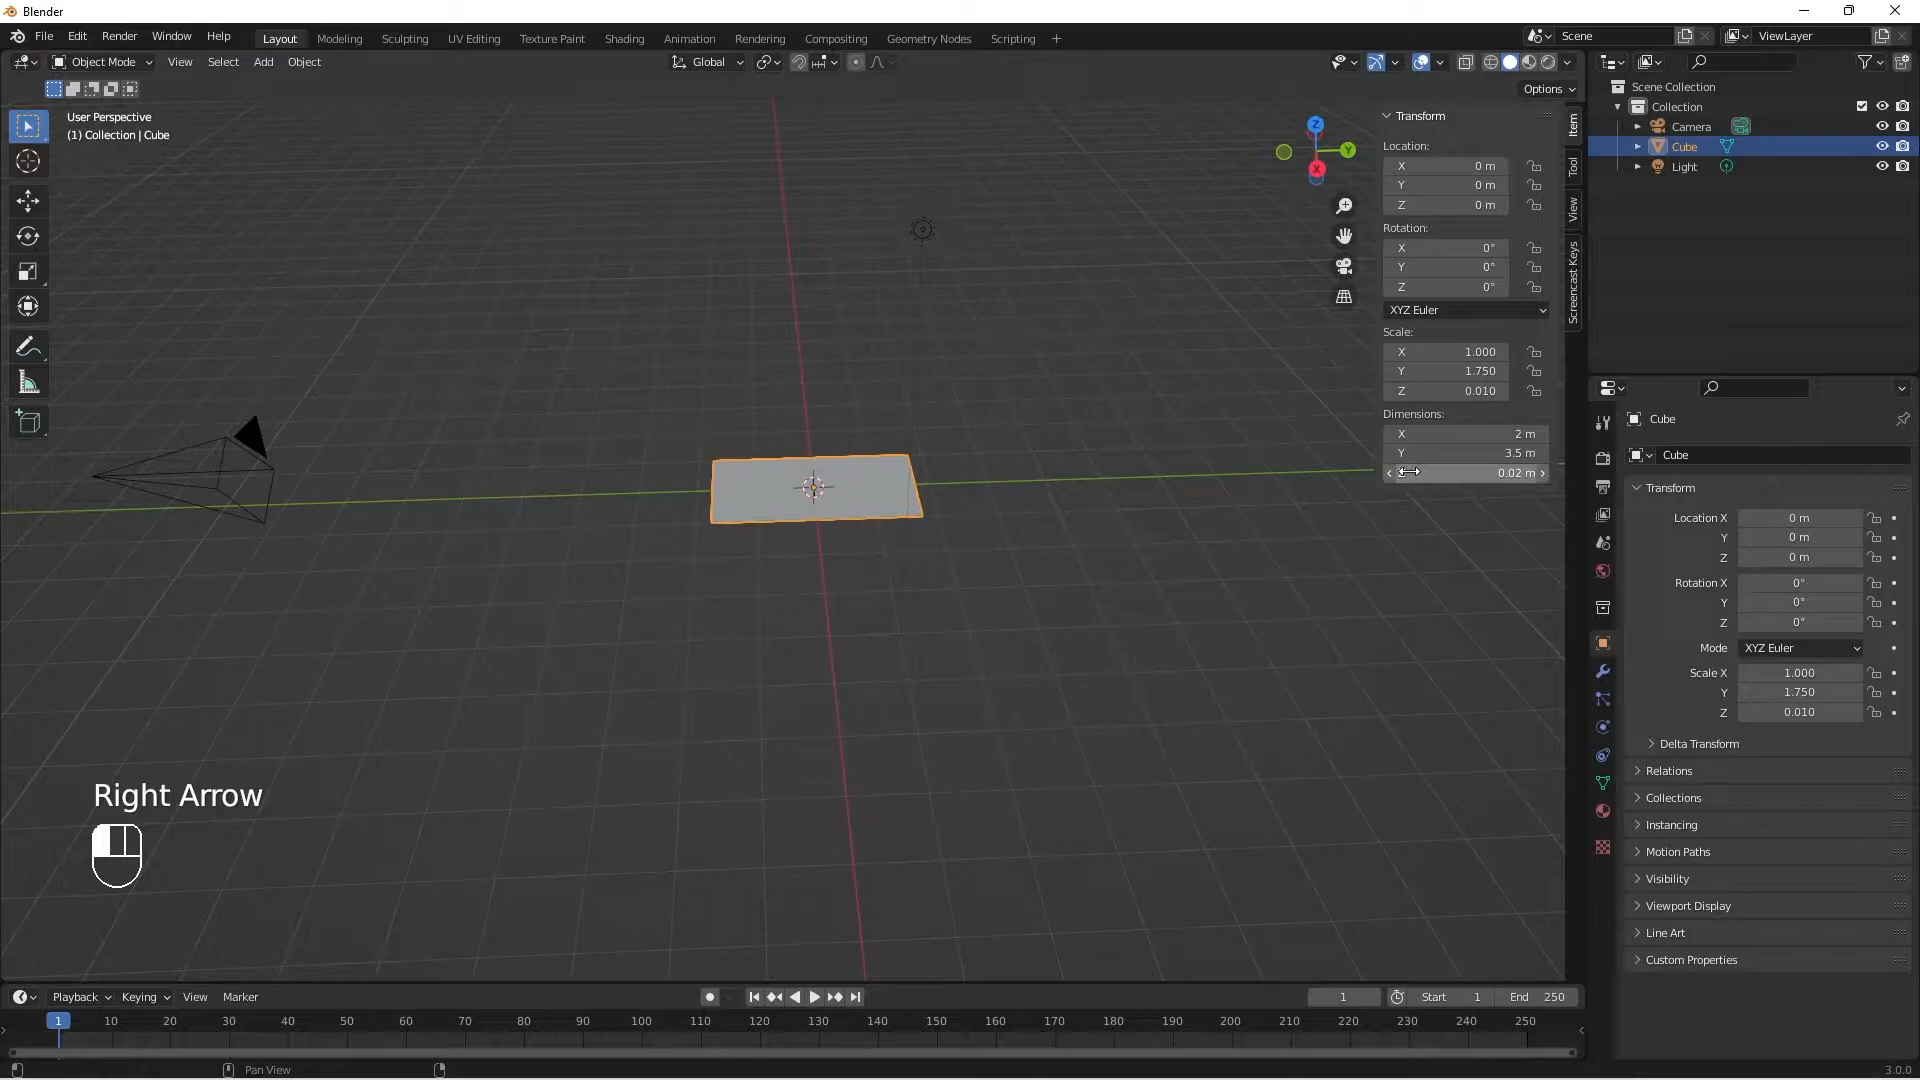 Blender
File Edit Render Window Help Layout Modeling Sculpting UV Editing Texture Paint Shading Animation Rendering Compositing Geometry Nodes Scripting + Scene ViewLayer
Object Mode View Select Add Object Global
Options
User Perspective
(1) Collection | Cube
Z
Y
X
Transform
Location:
X 0 m
Y 0 m
Z 0 m
Rotation:
X 0°
Y 0°
Z 0°
XYZ Euler
Scale:
X 1.000
Y 1.750
Z 0.010
Dimensions:
X 2 m
Y 3.5 m
0.02 m
Item
Tool
View
Screencast Keys
Scene Collection
Collection
Camera
Cube
Light
Cube
Cube
Transform
Location X 0 m
Y 0 m
Z 0 m
Rotation X 0°
Y 0°
Z 0°
Mode XYZ Euler
Scale X 1.000
Y 1.750
Z 0.010
Delta Transform
Relations
Collections
Instancing
Motion Paths
Visibility
Viewport Display
Line Art
Custom Properties
Right Arrow
Playback Keying View Marker 1 Start 1 End 250
1 10 20 30 40 50 60 70 80 90 100 110 120 130 140 150 160 170 180 190 200 210 220 230 240 250
Pan View 3.0.0